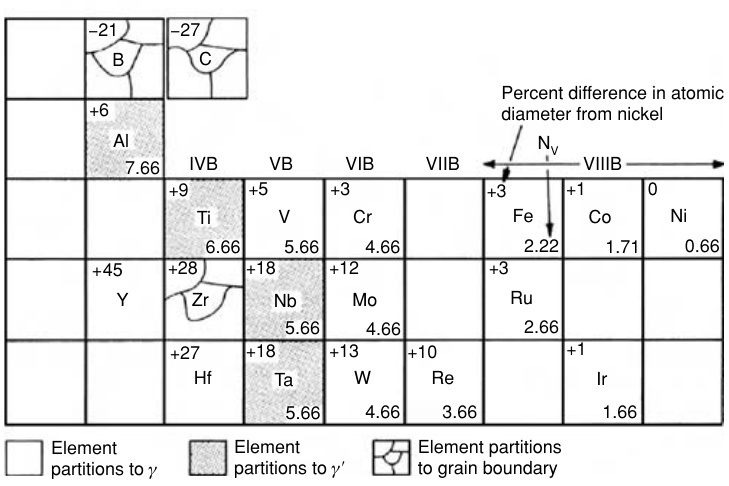 −21
B
−27
C
+6
Al
7.66
Percent difference in atomic
diameter from nickel
N_V
IVB
VB
VIB
VIIB
VIIIB
+9
Ti
6.66
+5
V
5.66
+3
Cr
4.66
+3
Fe
2.22
+1
Co
1.71
0
Ni
0.66
+45
Y
+28
Zr
+18
Nb
5.66
+12
Mo
4.66
+3
Ru
2.66
+27
Hf
+18
Ta
5.66
+13
W
4.66
+10
Re
3.66
+1
Ir
1.66
Element
partitions to γ
Element
partitions to γ′
Element partitions
to grain boundary